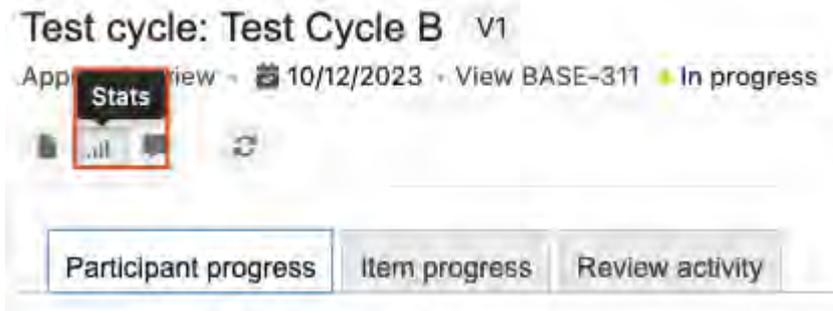 Test cycle: Test Cycle B V1
Stats
10/12/2023 · View BASE-311 In progress
Participant progress Item progress Review activity